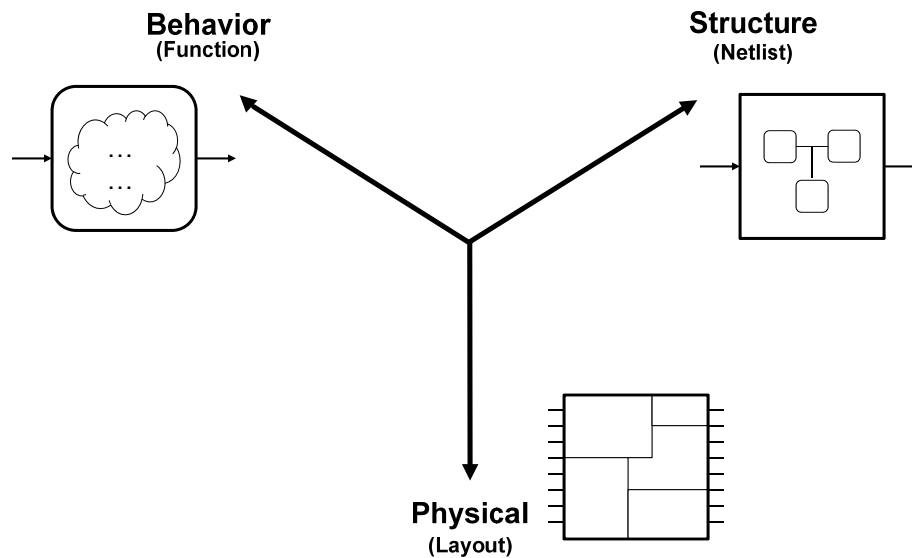 Behavior
(Function)
Structure
(Netlist)
...
...
Physical
(Layout)